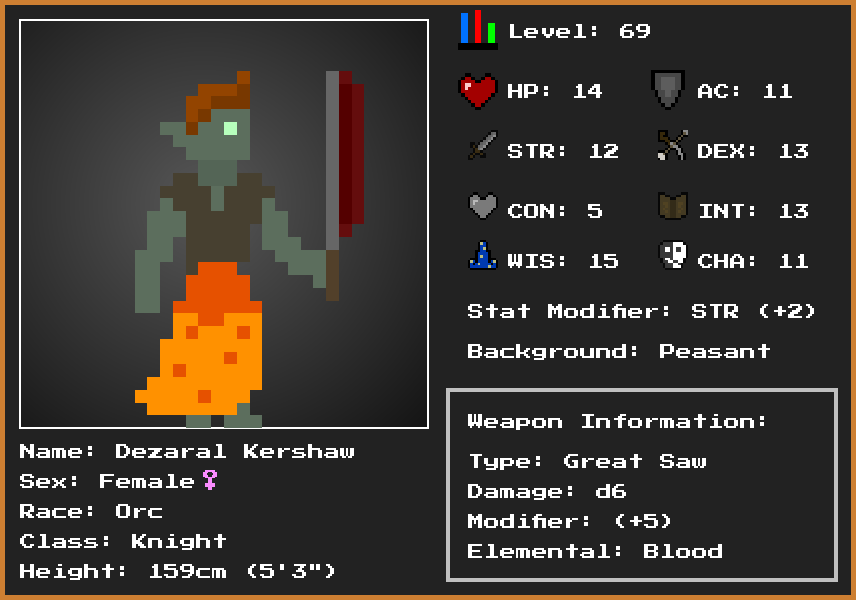 Level: 69
HP: 14
AC: 11
STR: 12
DEX: 13
CON: 5
INT: 13
WIS: 15
CHA: 11
Stat Modifier: STR (+2)
Background: Peasant
Weapon Information:
Type: Great Saw
Damage: d6
Modifier: (+5)
Elemental: Blood
Name: Dezaral Kershaw
Sex: Female♀
Race: Orc
Class: Knight
Height: 159cm (5'3")